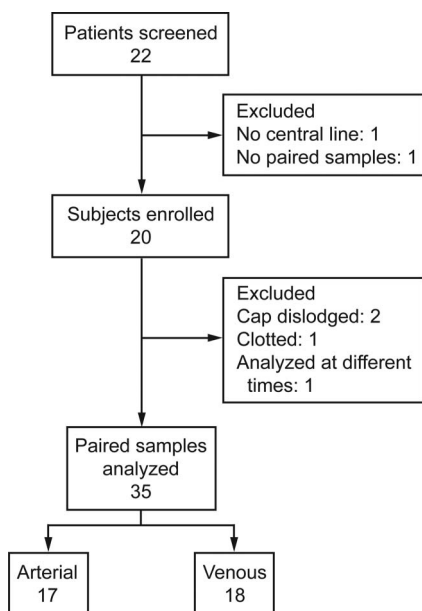 Patients screened
22
Excluded
No central line: 1
No paired samples: 1
Subjects enrolled
20
Excluded
Cap dislodged: 2
Clotted: 1
Analyzed at different
times: 1
Paired samples
analyzed
35
Arterial
17
Venous
18